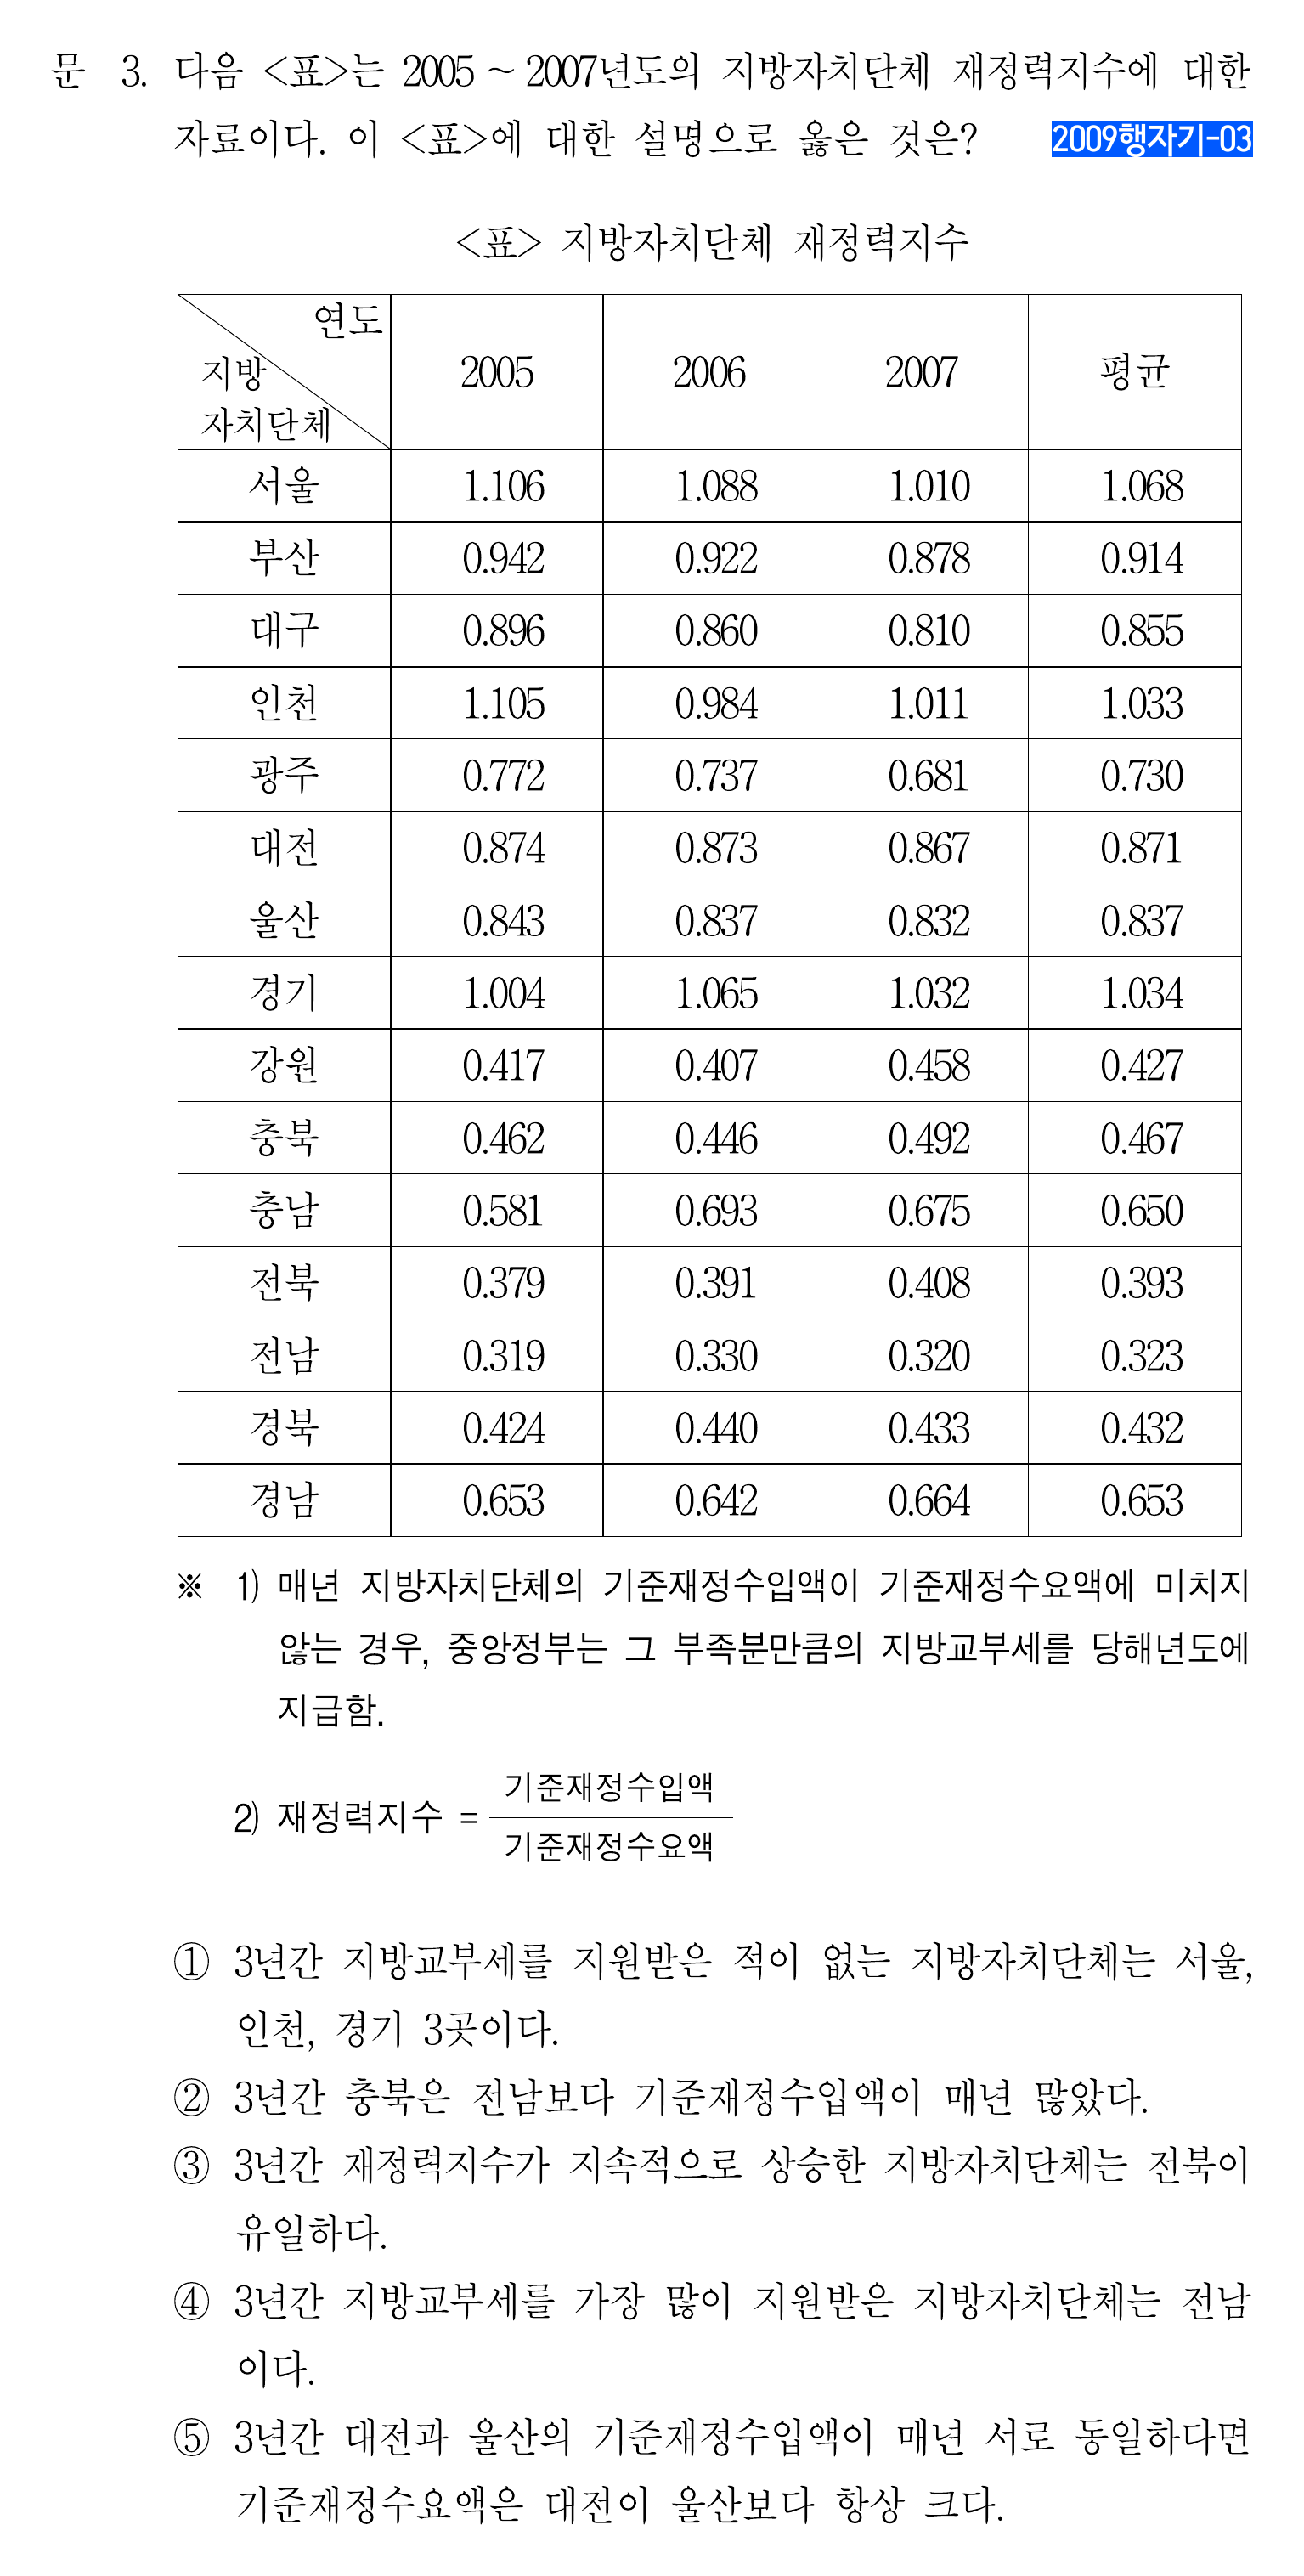 문 3. 다음 <표>는 2005 ~ 2007년도의 지방자치단체 재정력지수에 대한
자료이다. 이 <표>에 대한 설명으로 옳은 것은? 2009행자기-03
<표> 지방자치단체 재정력지수
연도
지방
자치단체
2005 2006 2007 평균
서울 1.106 1.088 1.010 1.068
부산 0.942 0.922 0.878 0.914
대구 0.896 0.860 0.810 0.855
인천 1.105 0.984 1.011 1.033
광주 0.772 0.737 0.681 0.730
대전 0.874 0.873 0.867 0.871
울산 0.843 0.837 0.832 0.837
경기 1.004 1.065 1.032 1.034
강원 0.417 0.407 0.458 0.427
충북 0.462 0.446 0.492 0.467
충남 0.581 0.693 0.675 0.650
전북 0.379 0.391 0.408 0.393
전남 0.319 0.330 0.320 0.323
경북 0.424 0.440 0.433 0.432
경남 0.653 0.642 0.664 0.653
※ 1) 매년 지방자치단체의 기준재정수입액이 기준재정수요액에 미치지
않는 경우, 중앙정부는 그 부족분만큼의 지방교부세를 당해년도에
지급함.
2) 재정력지수 = 기준재정수입액
기준재정수요액
① 3년간 지방교부세를 지원받은 적이 없는 지방자치단체는 서울,
인천, 경기 3곳이다.
② 3년간 충북은 전남보다 기준재정수입액이 매년 많았다.
③ 3년간 재정력지수가 지속적으로 상승한 지방자치단체는 전북이
유일하다.
④ 3년간 지방교부세를 가장 많이 지원받은 지방자치단체는 전남
이다.
⑤ 3년간 대전과 울산의 기준재정수입액이 매년 서로 동일하다면
기준재정수요액은 대전이 울산보다 항상 크다.